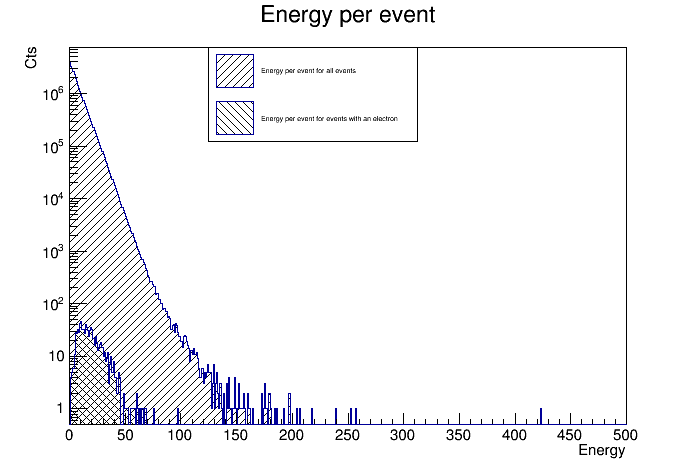 Energy per event
Cts
Energy per event for all events
Energy per event for events with an electron
10^6
10^5
10^4
10^3
10^2
10
1
0 50 100 150 200 250 300 350 400 450 500
Energy